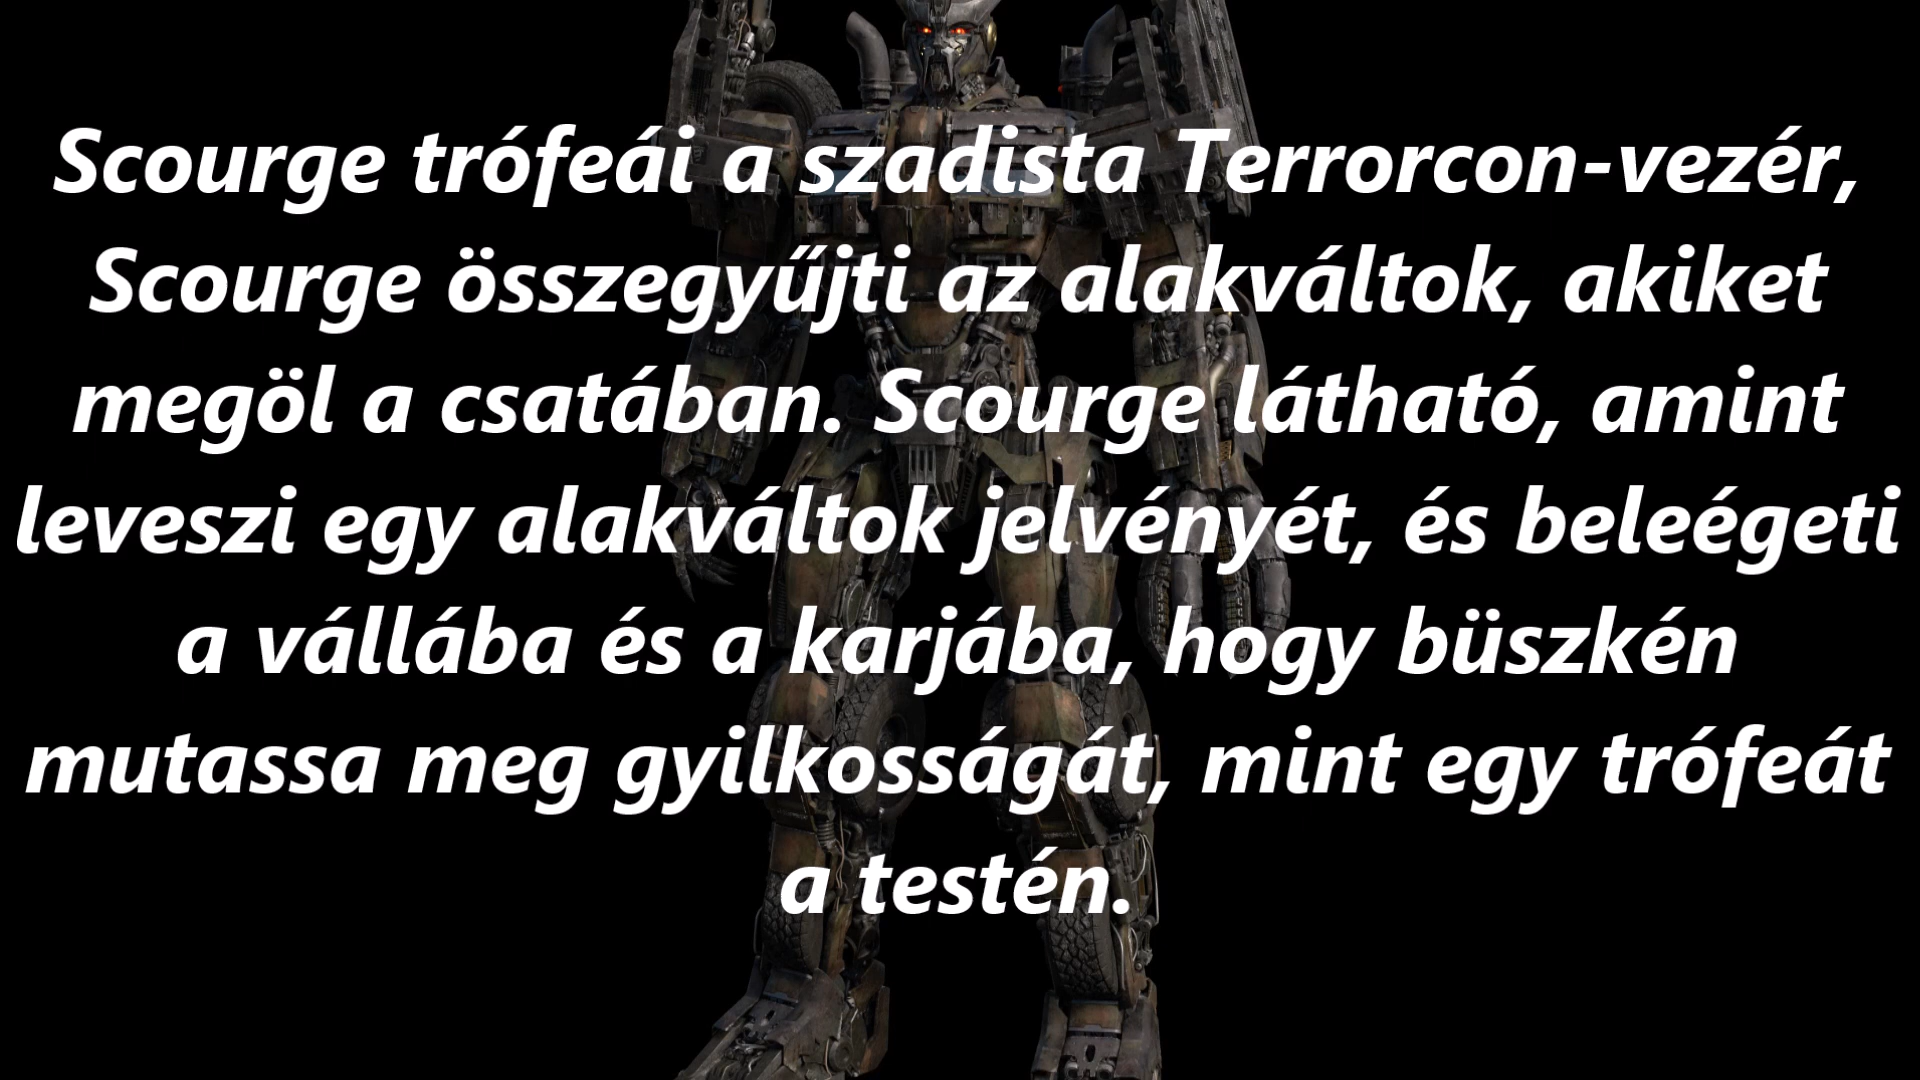 Scourge trófeái a szadista Terrorcon-vezér,
Scourge összegyűjti az alakváltok, akiket
megöl a csatában. Scourge látható, amint
leveszi egy alakváltok jelvényét, és beleégeti
a vállába és a karjába, hogy büszkén
mutassa meg gyilkosságát, mint egy trófeát
a testén.